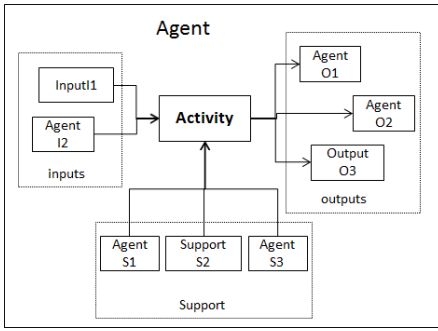 Agent
InputI1
Agent
I2
inputs
Activity
Agent
O1
Agent
O2
Output
O3
outputs
Agent
S1
Support
S2
Agent
S3
Support